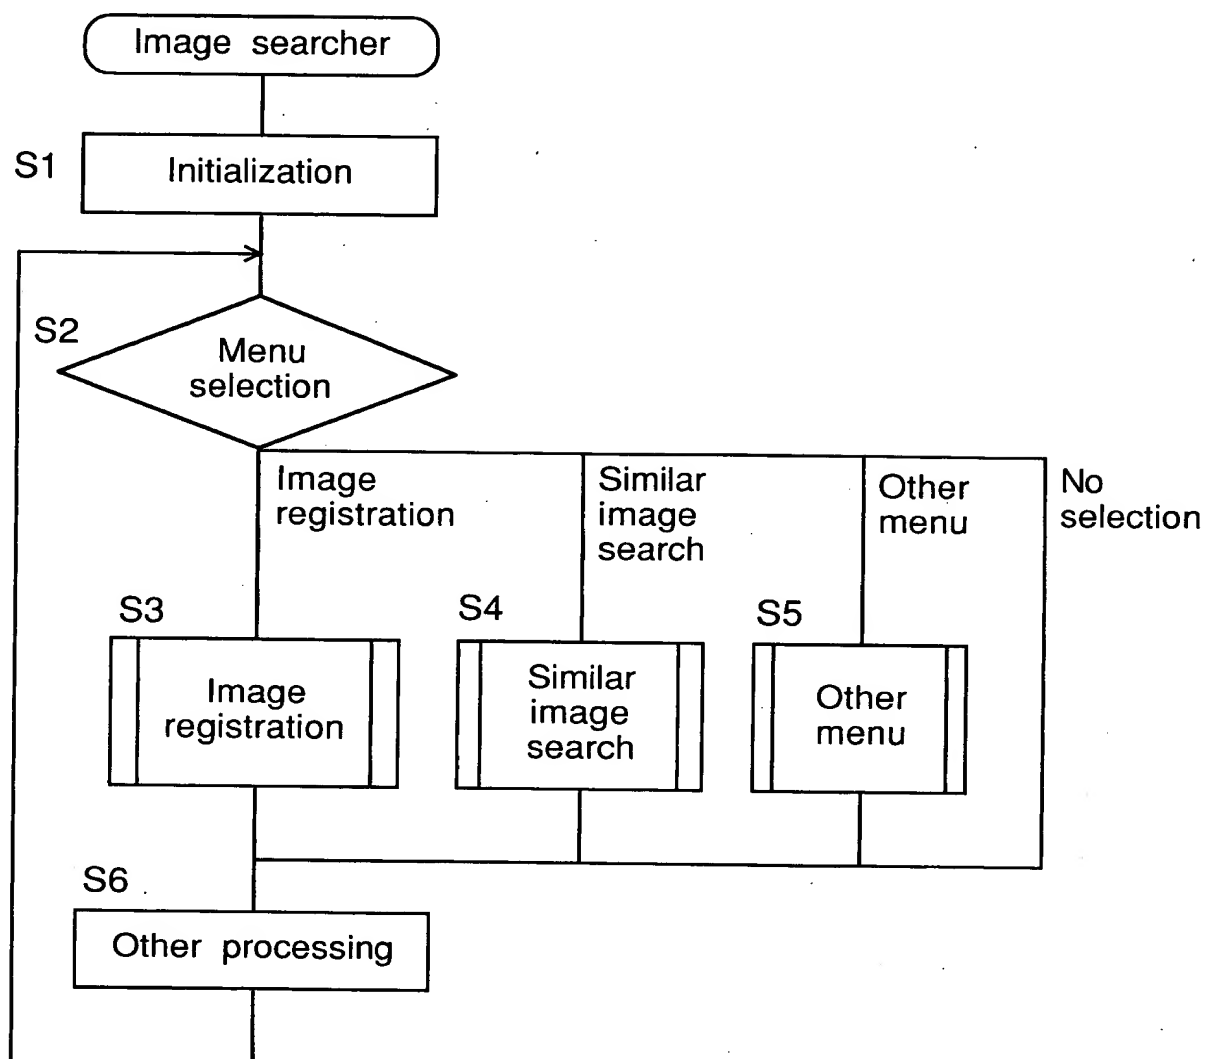 Image searcher
S1
Initialization
S2
Menu
selection
Image
registration
Similar
image
search
Other
menu
No
selection
S3
S4
S5
Image
registration
Similar
image
search
Other
menu
S6
Other processing